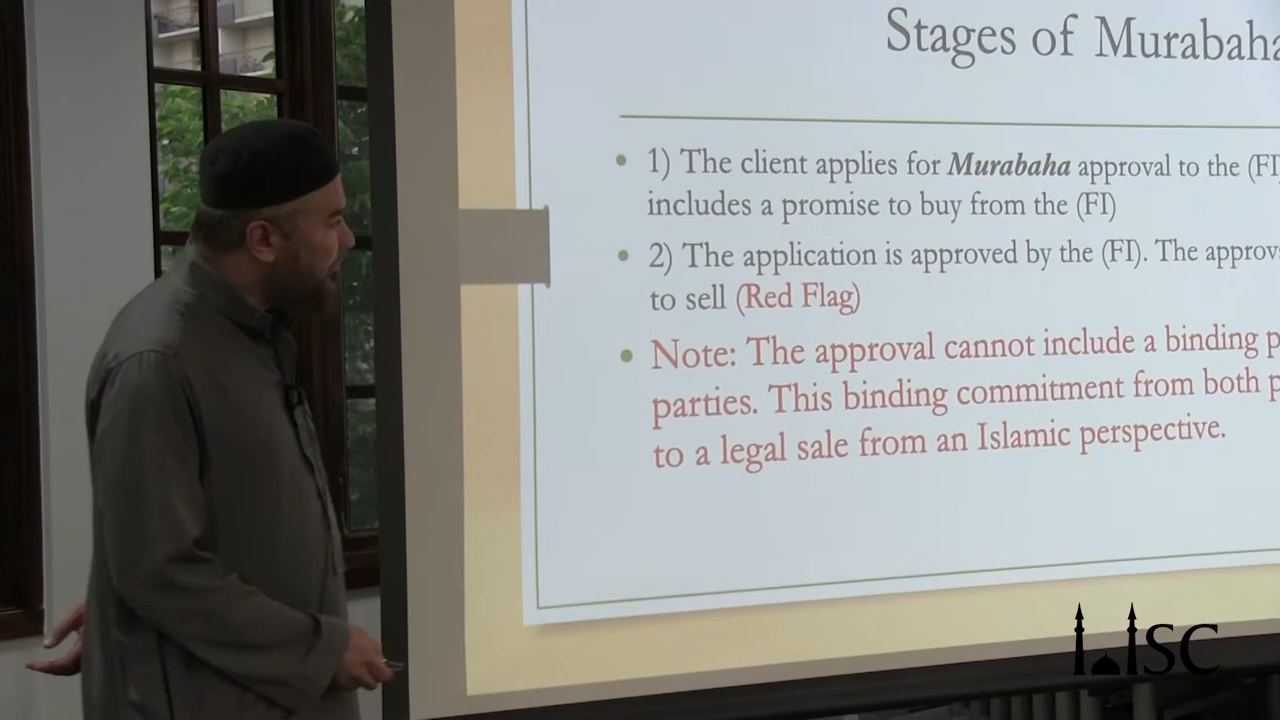 Stages of Murabaha
1) The client applies for Murabaha approval to the (FI
includes a promise to buy from the (FI)
2) The application is approved by the (FI). The approv
to sell (Red Flag)
Note: The approval cannot include a binding p
parties. This binding commitment from both p
to a legal sale from an Islamic perspective.
ISC